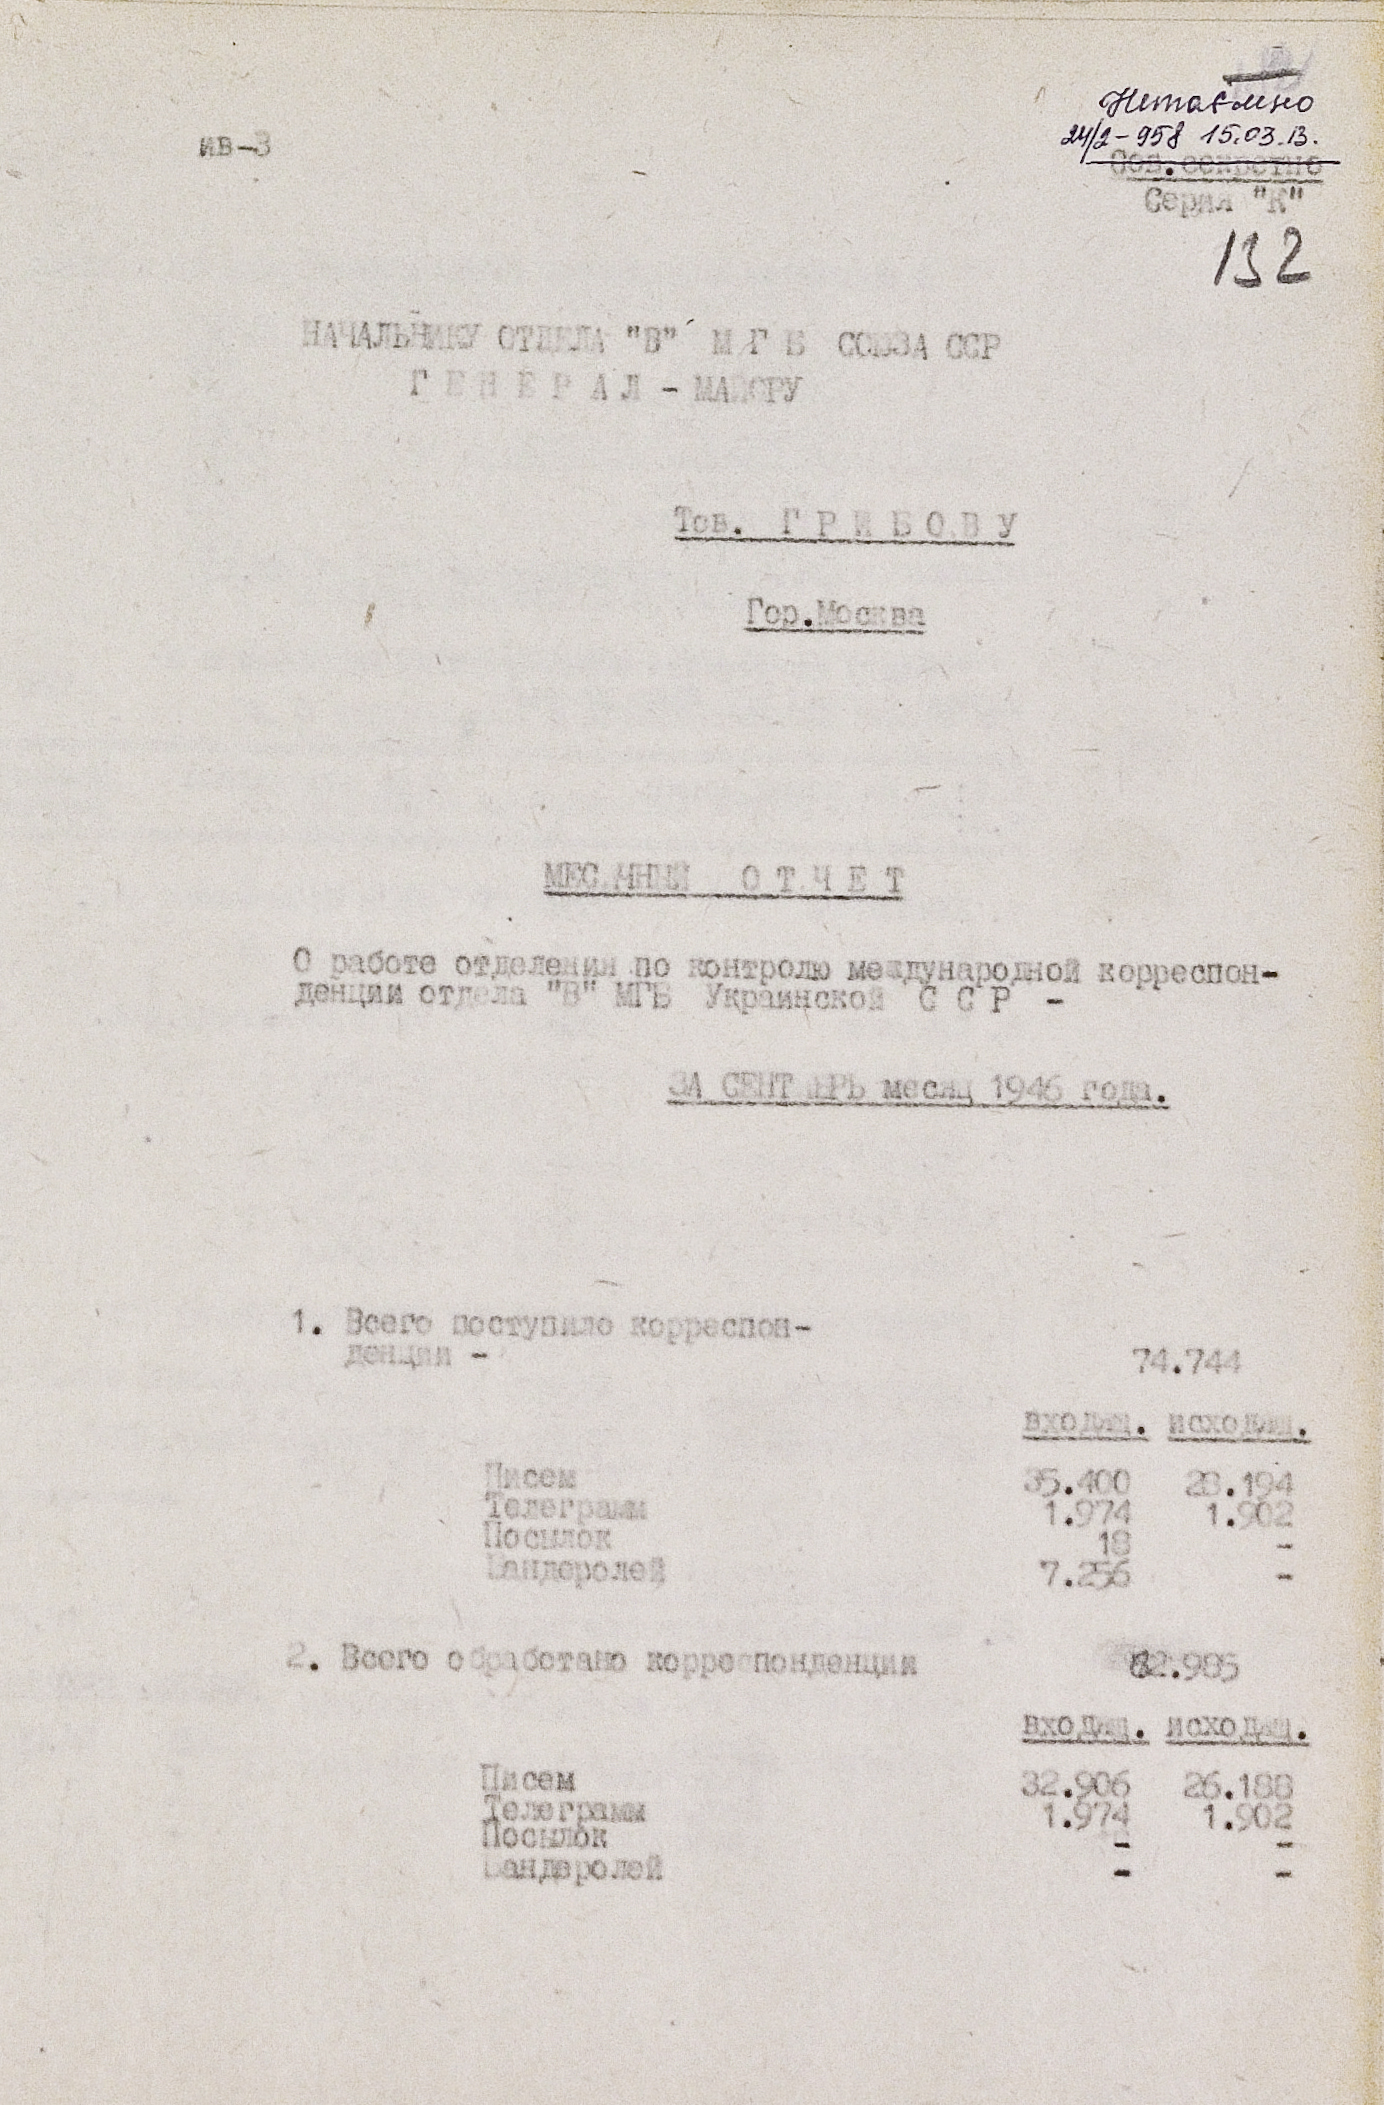 ив-3
Нетаємно
24/2-958 15.03.13.
Сов.секретно
Серия "К"
132
НАЧАЛЬНИКУ ОТДЕЛА "В" М Г Б СОЮЗА ССР
Г Е Н Е Р А Л - МАЙОРУ
Тов. Г Р И Б О В У
Гор.Москва
МЕСЯЧНЫЙ О Т Ч Е Т
О работе отделения по контролю международной корреспон-
денции отдела "В" МГБ Украинской С С Р -
ЗА СЕНТЯБРЬ месяц 1946 года.
1. Всего поступило корреспон-
денции - 74.744
входящ. исходящ.
Писем 35.400 28.194
Телеграмм 1.974 1.902
Посылок 18 -
Бандеролей 7.256 -
2. Всего обработано корреспонденции 62.985
входящ. исходящ.
Писем 32.906 26.188
Телеграмм 1.974 1.902
Посылок - -
Бандеролей - -